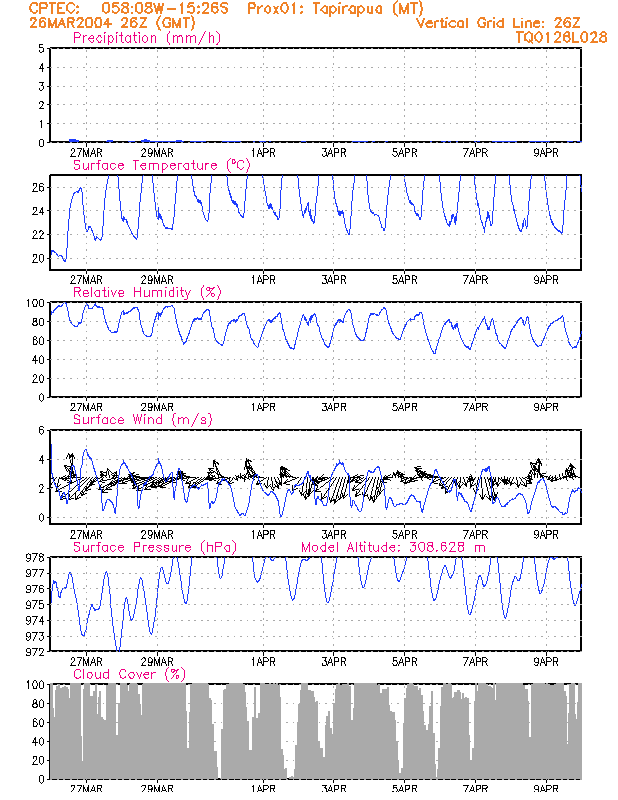 CPTEC: 058:08W-15:26S Prox01: Tapirapua (MT)
26MAR2004 26Z (GMT) Vertical Grid Line: 26Z
Precipitation (mm/h) TQ0126L028
5
4
3
2
1
0
27MAR 29MAR 1APR 3APR 5APR 7APR 9APR
Surface Temperature (°C)
26
24
22
20
27MAR 29MAR 1APR 3APR 5APR 7APR 9APR
Relative Humidity (%)
100
80
60
40
20
0
27MAR 29MAR 1APR 3APR 5APR 7APR 9APR
Surface Wind (m/s)
6
4
2
0
27MAR 29MAR 1APR 3APR 5APR 7APR 9APR
Surface Pressure (hPa) Model Altitude: 308.628 m
978
977
976
975
974
973
972
27MAR 29MAR 1APR 3APR 5APR 7APR 9APR
Cloud Cover (%)
100
80
60
40
20
0
27MAR 29MAR 1APR 3APR 5APR 7APR 9APR